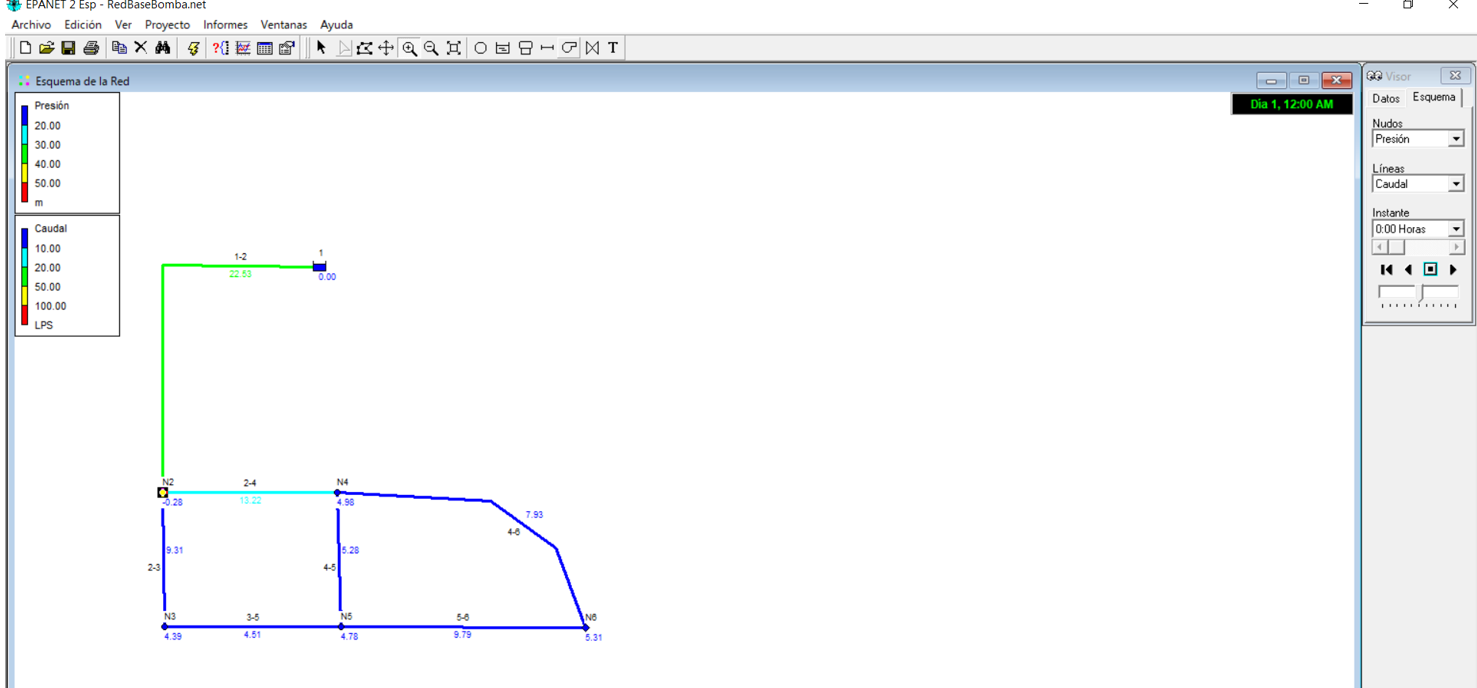 EPANET 2 Esp - RedBaseBomba.net
Archivo Edición Ver Proyecto Informes Ventanas Ayuda
T
Esquema de la Red
Presión
20.00
30.00
40.00
50.00
m
Caudal
10.00
20.00
50.00
100.00
LPS
Día 1, 12:00 AM
Visor
Datos Esquema
Nudos
Presión
Líneas
Caudal
Instante
0:00 Horas
1-2
1
22.53
0.00
N2
2-4
N4
-0.28
13.22
4.98
7.93
4-6
9.31
5.28
2-3
4-5
N3
3-5
N5
5-6
N6
4.39
4.51
4.78
9.79
5.31